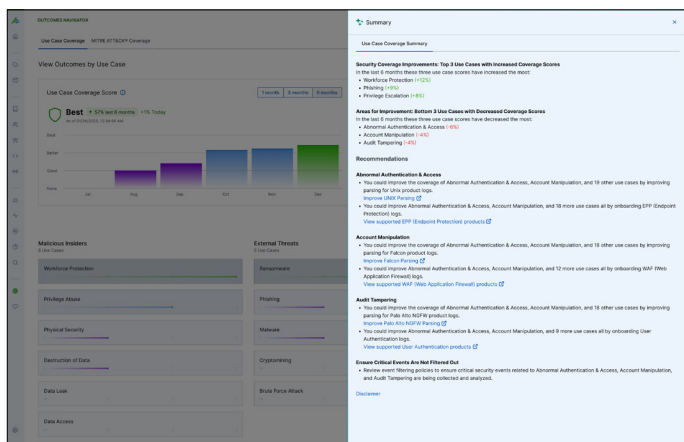 OUTCOMES NAVIGATOR
Use Case Coverage MITRE ATT&CK® Coverage
View Outcomes by Use Case
Use Case Coverage Score
1 month 3 months 6 months
Best ↑ 57% last 6 months +1% Today
Best
Better
Good
None
Jul Aug Sep Oct Nov Dec
Malicious Insiders
6 Use Cases
Workforce Protection
Privilege Abuse
Physical Security
Destruction of Data
Data Leak
Data Access
External Threats
5 Use Cases
Ransomware
Phishing
Malware
Cryptomining
Brute Force Attack
Summary
Use Case Coverage Summary
Security Coverage Improvements: Top 3 Use Cases with Increased Coverage Scores
In the last 6 months these three use case scores have increased the most:
• Workforce Protection (+12%)
• Phishing (+9%)
• Privilege Escalation (+8%)
Areas for Improvement: Bottom 3 Use Cases with Decreased Coverage Scores
In the last 6 months these three use case scores have decreased the most:
• Abnormal Authentication & Access (-6%)
• Account Manipulation (-4%)
• Audit Tampering (-4%)
Recommendations
Abnormal Authentication & Access
• You could improve the coverage of Abnormal Authentication & Access, Account Manipulation, and 19 other use cases by improving
parsing for Unix product logs.
Improve UNIX Parsing
• You could improve Abnormal Authentication & Access, Account Manipulation, and 18 more use cases all by onboarding EPP (Endpoint
Protection) logs.
View supported EPP (Endpoint Protection) products
Account Manipulation
• You could improve the coverage of Abnormal Authentication & Access, Account Manipulation, and 18 other use cases by improving
parsing for Falcon product logs.
Improve Falcon Parsing
• You could improve Abnormal Authentication & Access, Account Manipulation, and 12 more use cases all by onboarding WAF (Web
Application Firewall) logs.
View supported WAF (Web Application Firewall) products
Audit Tampering
• You could improve the coverage of Abnormal Authentication & Access, Account Manipulation, and 18 other use cases by improving
parsing for Palo Alto NGFW product logs.
Improve Palo Alto NGFW Parsing
• You could improve Abnormal Authentication & Access, Account Manipulation, and 9 more use cases all by onboarding User
Authentication logs.
View supported User Authentication products
Ensure Critical Events Are Not Filtered Out
• Review event filtering policies to ensure critical security events related to Abnormal Authentication & Access, Account Manipulation,
and Audit Tampering are being collected and analyzed.
Disclaimer